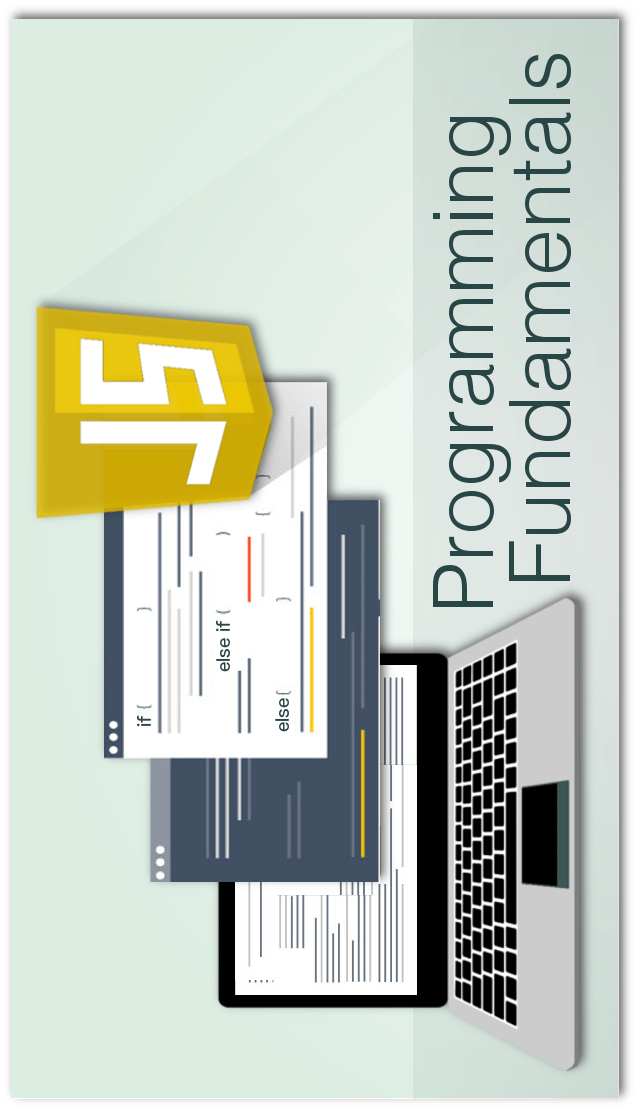 JS
if { }
else if { }
else{ }
Programming
Fundamentals